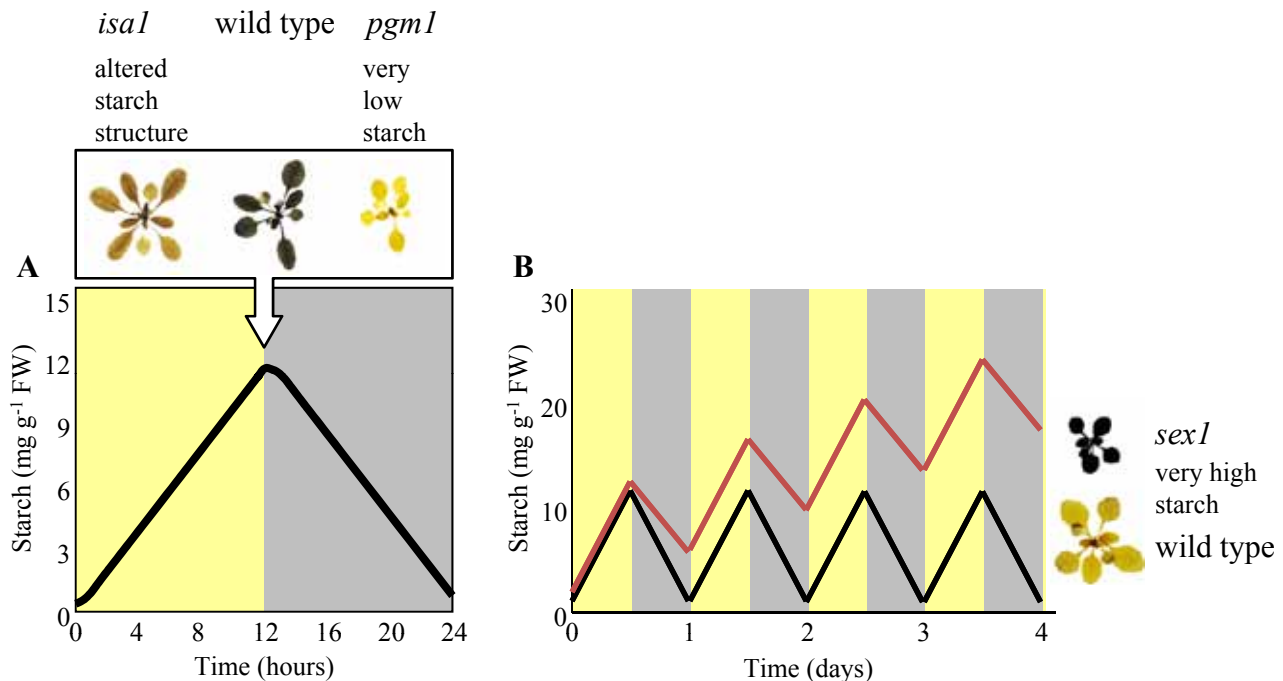 isa1 wild type pgm1
altered very
starch low
structure starch
A
15
12
9
6
3
0
Starch (mg g⁻¹ FW)
0 4 8 12 16 20 24
Time (hours)
B
30
20
10
0
Starch (mg g⁻¹ FW)
0 1 2 3 4
Time (days)
sex1
very high
starch
wild type